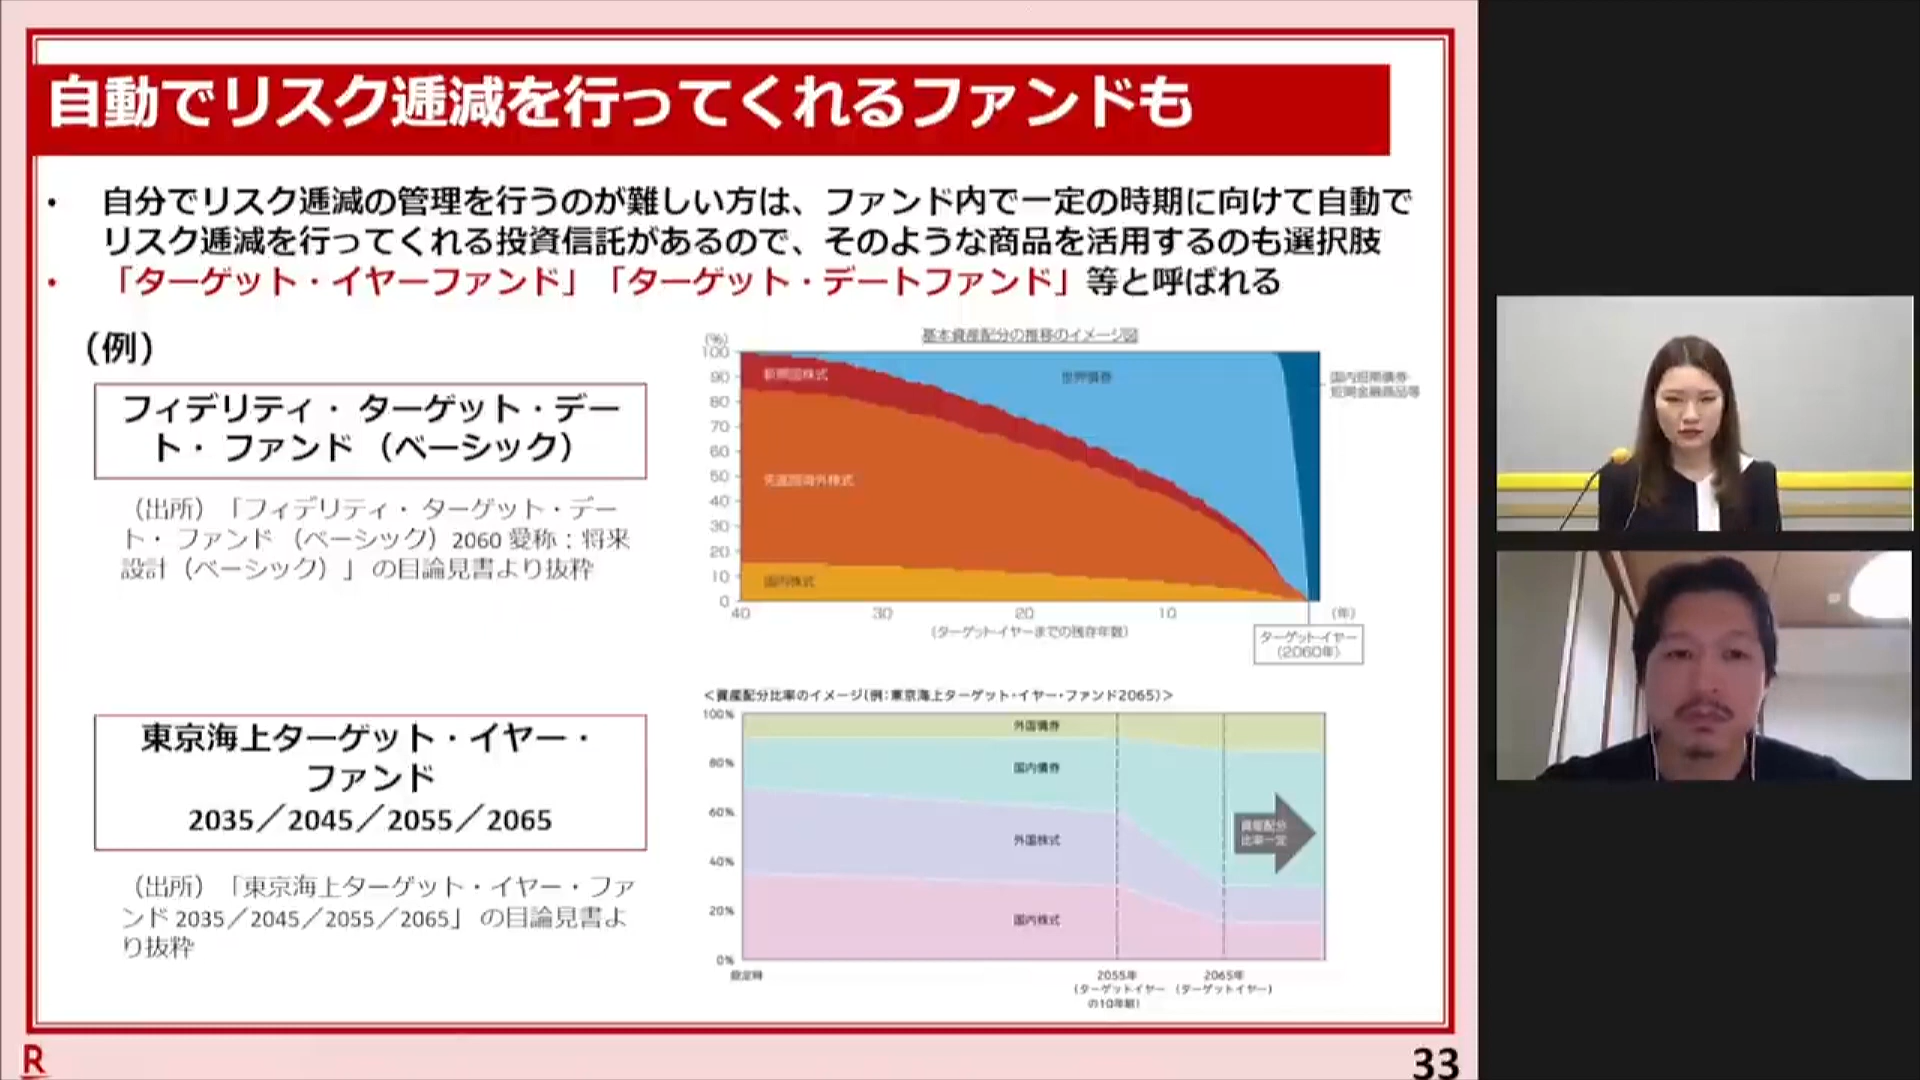 自動でリスク逓減を行ってくれるファンドも
• 自分でリスク逓減の管理を行うのが難しい方は、ファンド内で一定の時期に向けて自動で
リスク逓減を行ってくれる投資信託があるので、そのような商品を活用するのも選択肢
• 「ターゲット・イヤーファンド」「ターゲット・デートファンド」等と呼ばれる
(例)
フィデリティ・ ターゲット・デー
ト・ ファンド （ベーシック）
（出所）「フィデリティ・ ターゲット・デー
ト・ ファンド （ベーシック）2060 愛称：将来
設計（ベーシック）」 の目論見書より抜粋
基本資産配分の推移のイメージ図
(%)
100
90
80
70
60
50
40
30
20
10
0
新興国株式
世界債券
国内短期債券・
短期金融商品等
先進国海外株式
国内株式
40
30
20
10
(年)
(ターゲットイヤーまでの残存年数)
ターゲットイヤー
(2060年)
東京海上ターゲット・イヤー・
ファンド
2035／2045／2055／2065
（出所）「東京海上ターゲット・イヤー・ファ
ンド 2035／2045／2055／2065」 の目論見書よ
り抜粋
＜資産配分比率のイメージ(例：東京海上ターゲット・イヤー・ファンド2065)＞
100%
80%
60%
40%
20%
0%
外国債券
国内債券
外国株式
国内株式
資産配分
比率一定
設定時
2055年
(ターゲットイヤー
の10年前)
2065年
(ターゲットイヤー)
R
33